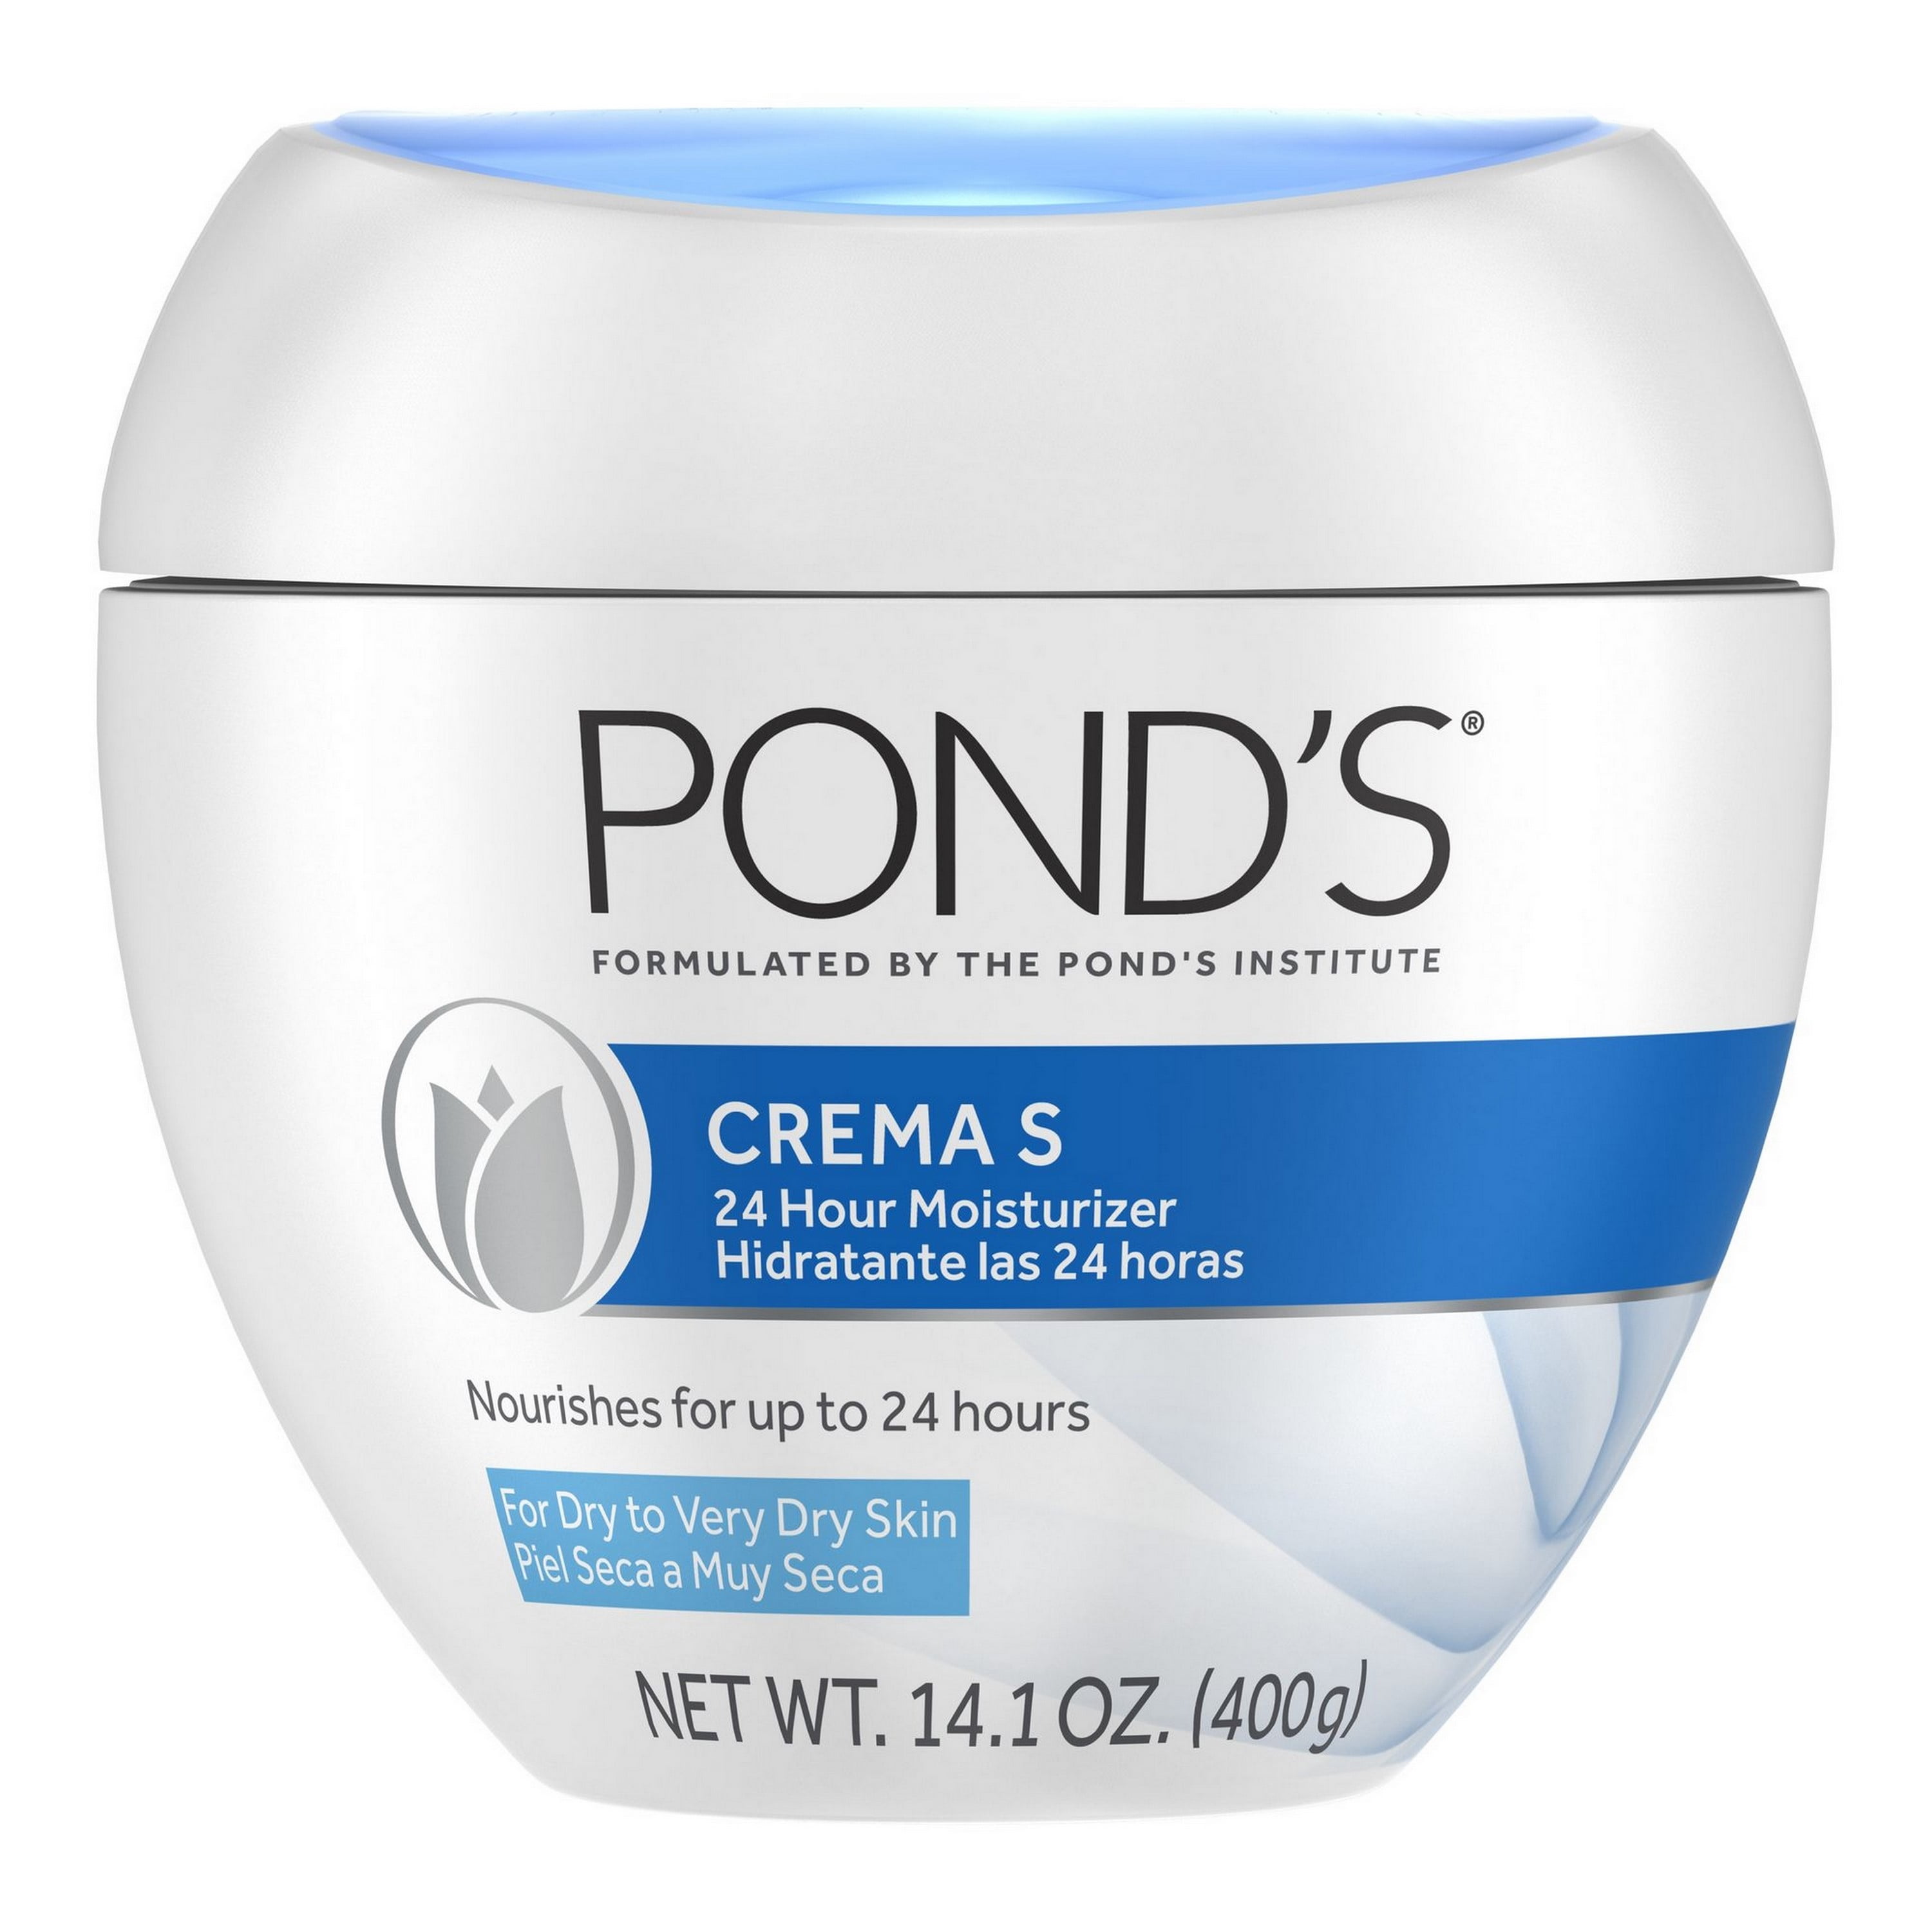 POND'S®
FORMULATED BY THE POND'S INSTITUTE
CREMA S
24 Hour Moisturizer
Hidratante las 24 horas
Nourishes for up to 24 hours
For Dry to Very Dry Skin
Piel Seca a Muy Seca
NET WT. 14.1 OZ. (400g)